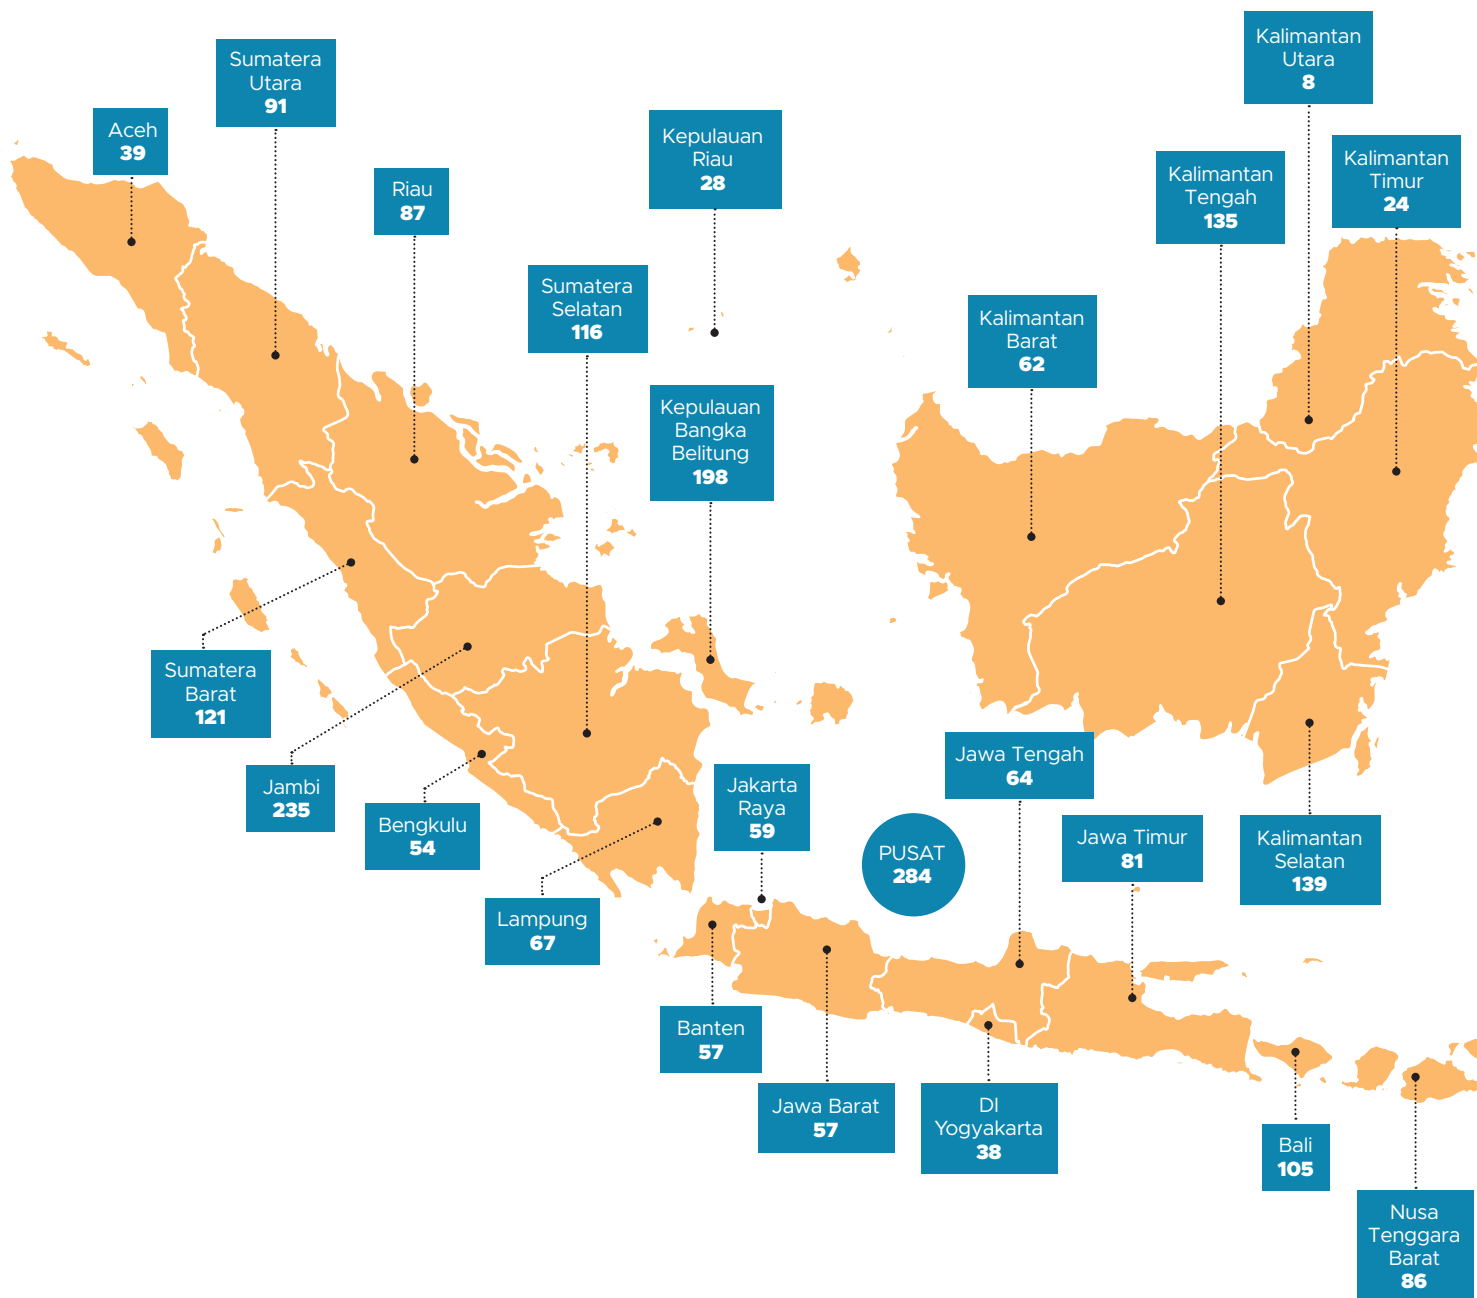 Kalimantan
Utara
8
Sumatera
Utara
91
Aceh
39
Kepulauan
Riau
28
Kalimantan
Timur
24
Kalimantan
Tengah
135
Riau
87
Sumatera
Selatan
116
Kalimantan
Barat
62
Kepulauan
Bangka
Belitung
198
Sumatera
Barat
121
Jambi
235
Bengkulu
54
Lampung
67
Jakarta
Raya
59
Jawa Tengah
64
PUSAT
284
Jawa Timur
81
Kalimantan
Selatan
139
Banten
57
Jawa Barat
57
DI
Yogyakarta
38
Bali
105
Nusa
Tenggara
Barat
86